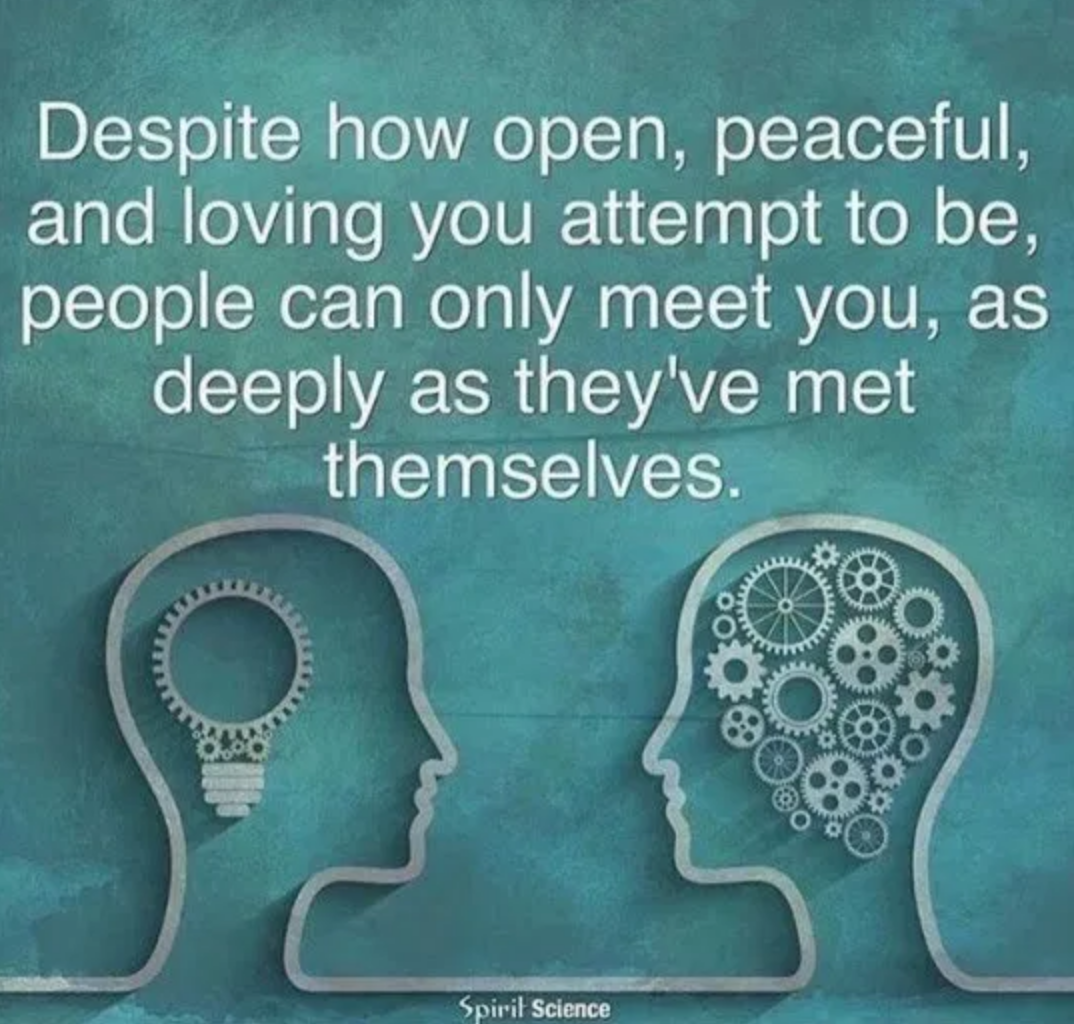 Despite how open, peaceful,
and loving you attempt to be,
people can only meet you, as
deeply as they've met
themselves.
Spirit Science